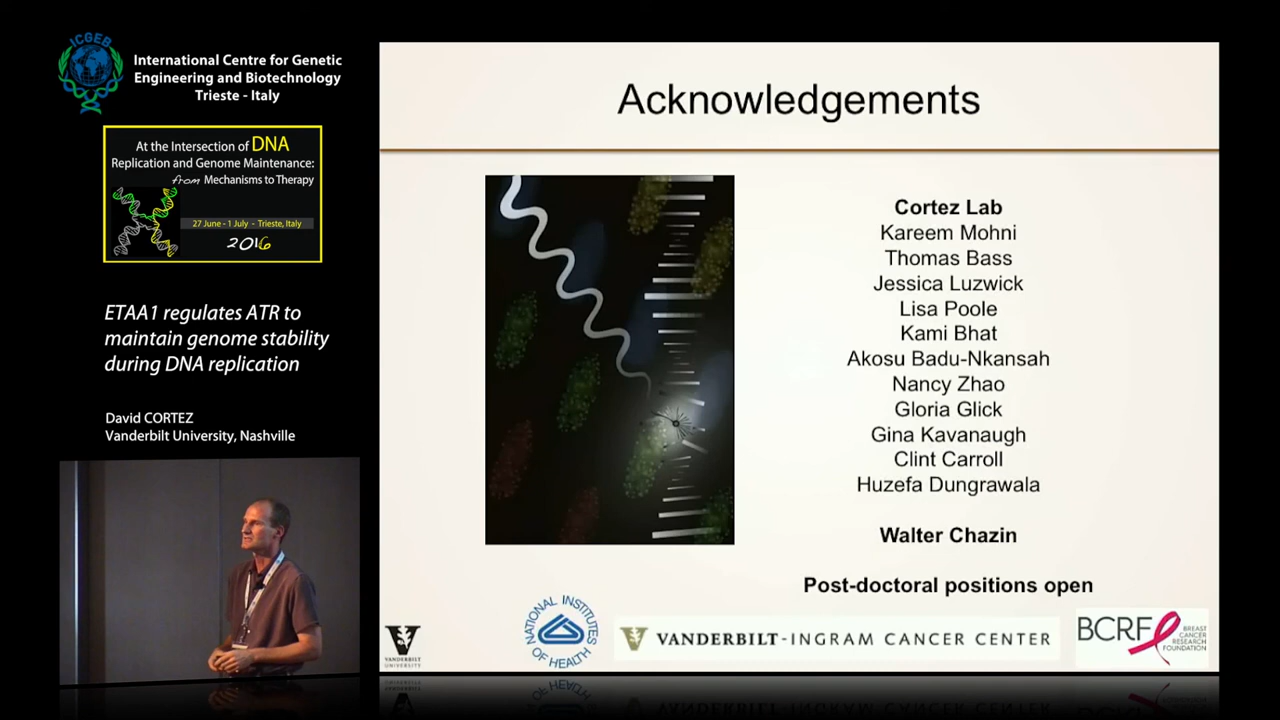 ICGEB
International Centre for Genetic
Engineering and Biotechnology
Trieste - Italy
At the Intersection of DNA
Replication and Genome Maintenance:
from Mechanisms to Therapy
27 June - 1 July - Trieste, Italy
2016
ETAA1 regulates ATR to
maintain genome stability
during DNA replication
David CORTEZ
Vanderbilt University, Nashville
Acknowledgements
Cortez Lab
Kareem Mohni
Thomas Bass
Jessica Luzwick
Lisa Poole
Kami Bhat
Akosu Badu-Nkansah
Nancy Zhao
Gloria Glick
Gina Kavanaugh
Clint Carroll
Huzefa Dungrawala
Walter Chazin
Post-doctoral positions open
VANDERBILT
UNIVERSITY
NATIONAL INSTITUTES
OF HEALTH
VANDERBILT-INGRAM CANCER CENTER
BCRF
BREAST
CANCER
RESEARCH
FOUNDATION